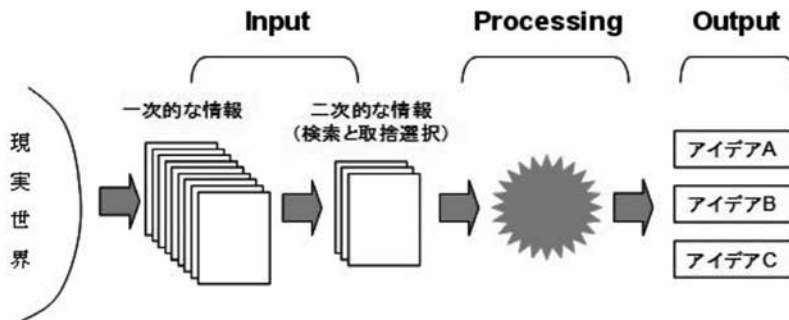 Input
Processing
Output
現実世界
一次的な情報
二次的な情報
（検索と取捨選択）
アイデアA
アイデアB
アイデアC